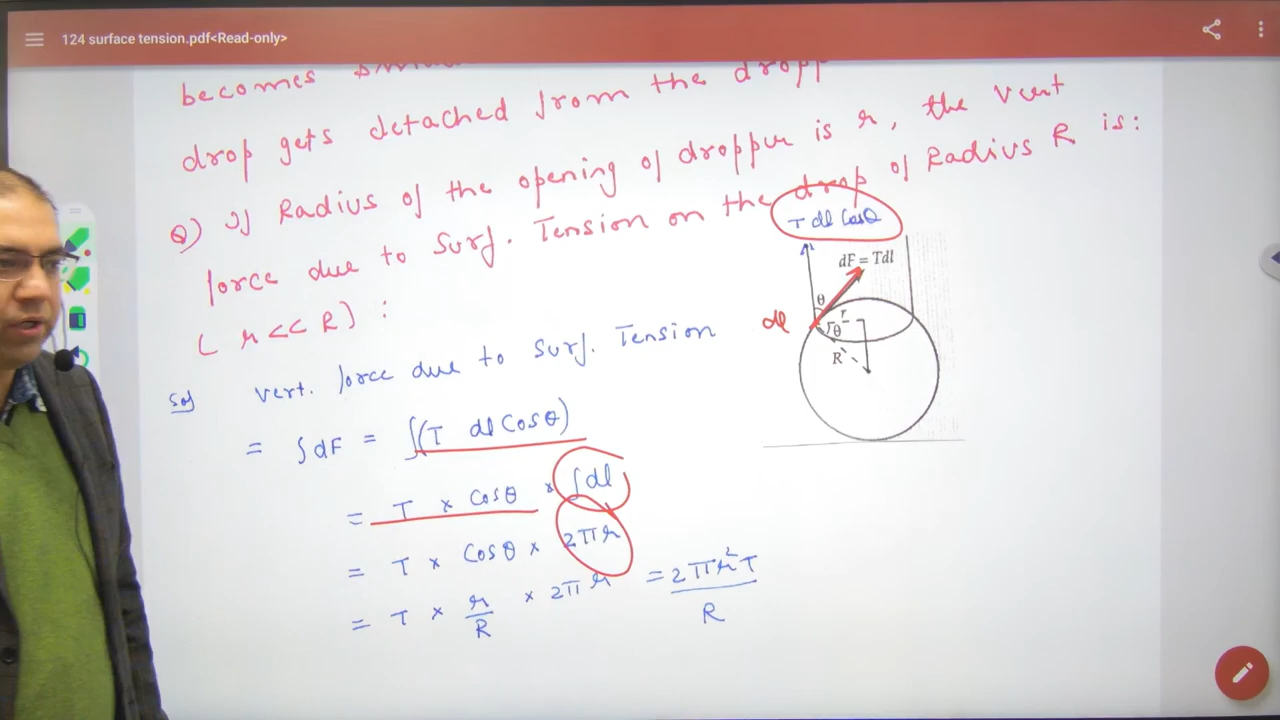 124 surface tension.pdf<Read-only>
becomes
drop gets detached from the
Q) If Radius of the opening of dropper is r, the vert
force due to Surf. Tension on the drop of Radius R is:
( r << R) :
T dl Cosθ
dF = Tdl
θ
dl
r
θ
R
Sol vert. force due to Surf. Tension
= ∫dF = ∫(T dl Cosθ)
= T × Cosθ × ∫dl
= T × Cosθ × 2πr
= T × r/R × 2πr = 2πr²T/R